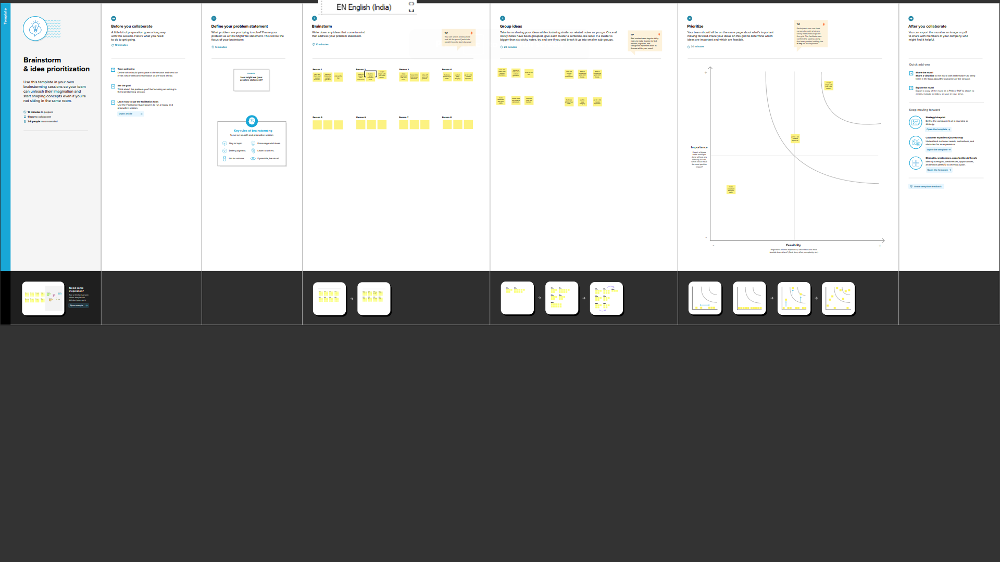 EN English (India)
Template
Brainstorm
& idea prioritization
Use this template in your own
brainstorming sessions so your team
can unleash their imagination and
start shaping concepts even if you're
not sitting in the same room.
10 minutes to prepare
1 hour to collaborate
2-8 people recommended
Need some
inspiration?
See a finished version
of this template to
kickstart your work.
Open example
Before you collaborate
A little bit of preparation goes a long way
with this session. Here's what you need
to do to get going.
10 minutes
Team gathering
Define who should participate in the session and send an
invite. Share relevant information or pre-work ahead.
Set the goal
Think about the problem you'll be focusing on solving in
the brainstorming session.
Learn how to use the facilitation tools
Use the Facilitation Superpowers to run a happy and
productive session.
Open article
1
Define your problem statement
What problem are you trying to solve? Frame your
problem as a How Might We statement. This will be the
focus of your brainstorm.
5 minutes
PROBLEM
How might we [your
problem statement]?
Key rules of brainstorming
To run an smooth and productive session
Stay in topic.
Encourage wild ideas.
Defer judgment.
Listen to others.
Go for volume.
If possible, be visual.
2
Brainstorm
Write down any ideas that come to mind
that address your problem statement.
10 minutes
TIP
You can select a sticky note
and hit the pencil [switch to
sketch] icon to start drawing!
Person 1
Person 2
Person 3
Person 4
Person 5
Person 6
Person 7
Person 8
3
Group ideas
Take turns sharing your ideas while clustering similar or related notes as you go. Once all
sticky notes have been grouped, give each cluster a sentence-like label. If a cluster is
bigger than six sticky notes, try and see if you and break it up into smaller sub-groups.
20 minutes
TIP
Add customizable tags to sticky
notes to make it easier to find,
browse, organize, and
categorize important ideas as
themes within your mural.
4
Prioritize
Your team should all be on the same page about what's important
moving forward. Place your ideas on this grid to determine which
ideas are important and which are feasible.
20 minutes
TIP
Participants can use their
cursors to point at where
sticky notes should go on
the grid. The facilitator can
confirm the spot by using
the laser pointer holding the
H key on the keyboard.
Importance
If each of these
tasks could get
done without any
difficulty or cost,
which would have
the most positive
impact?
Feasibility
Regardless of their importance, which tasks are more
feasible than others? (Cost, time, effort, complexity, etc.)
After you collaborate
You can export the mural as an image or pdf
to share with members of your company who
might find it helpful.
Quick add-ons
Share the mural
Share a view link to the mural with stakeholders to keep
them in the loop about the outcomes of the session.
Export the mural
Export a copy of the mural as a PNG or PDF to attach to
emails, include in slides, or save in your drive.
Keep moving forward
Strategy blueprint
Define the components of a new idea or
strategy.
Open the template
Customer experience journey map
Understand customer needs, motivations, and
obstacles for an experience.
Open the template
Strengths, weaknesses, opportunities & threats
Identify strengths, weaknesses, opportunities,
and threats (SWOT) to develop a plan.
Open the template
Share template feedback